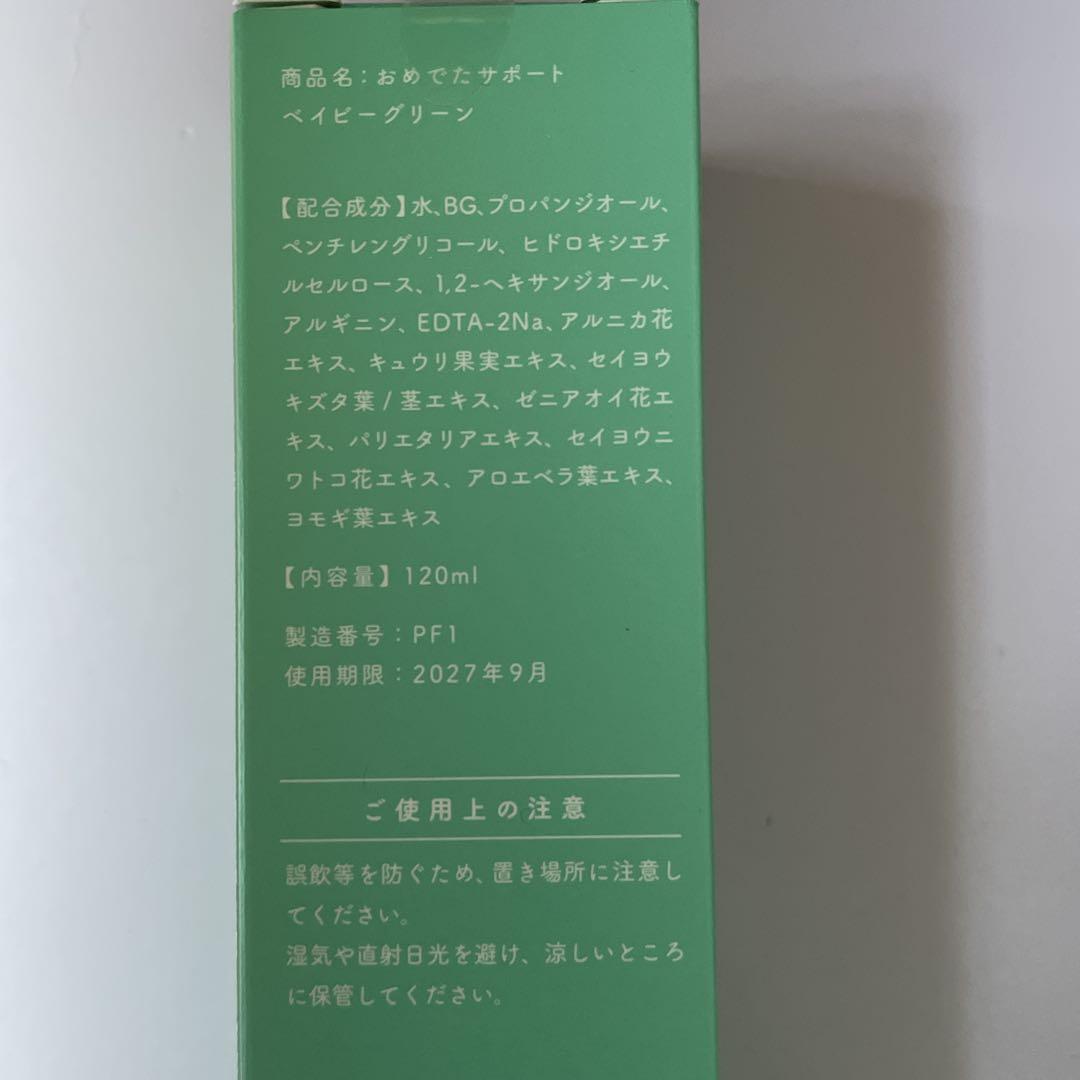 商品名：おめでたサポート
ベイビーグリーン
【配合成分】水、BG、プロパンジオール、
ペンチレングリコール、ヒドロキシエチ
ルセルロース、1,2-ヘキサンジオール、
アルギニン、EDTA-2Na、アルニカ花
エキス、キュウリ果実エキス、セイヨウ
キズタ葉/茎エキス、ゼニアオイ花エ
キス、パリエタリアエキス、セイヨウニ
ワトコ花エキス、アロエベラ葉エキス、
ヨモギ葉エキス
【内容量】120ml
製造番号：PF1
使用期限：2027年9月
ご使用上の注意
誤飲等を防ぐため、置き場所に注意し
てください。
湿気や直射日光を避け、涼しいところ
に保管してください。